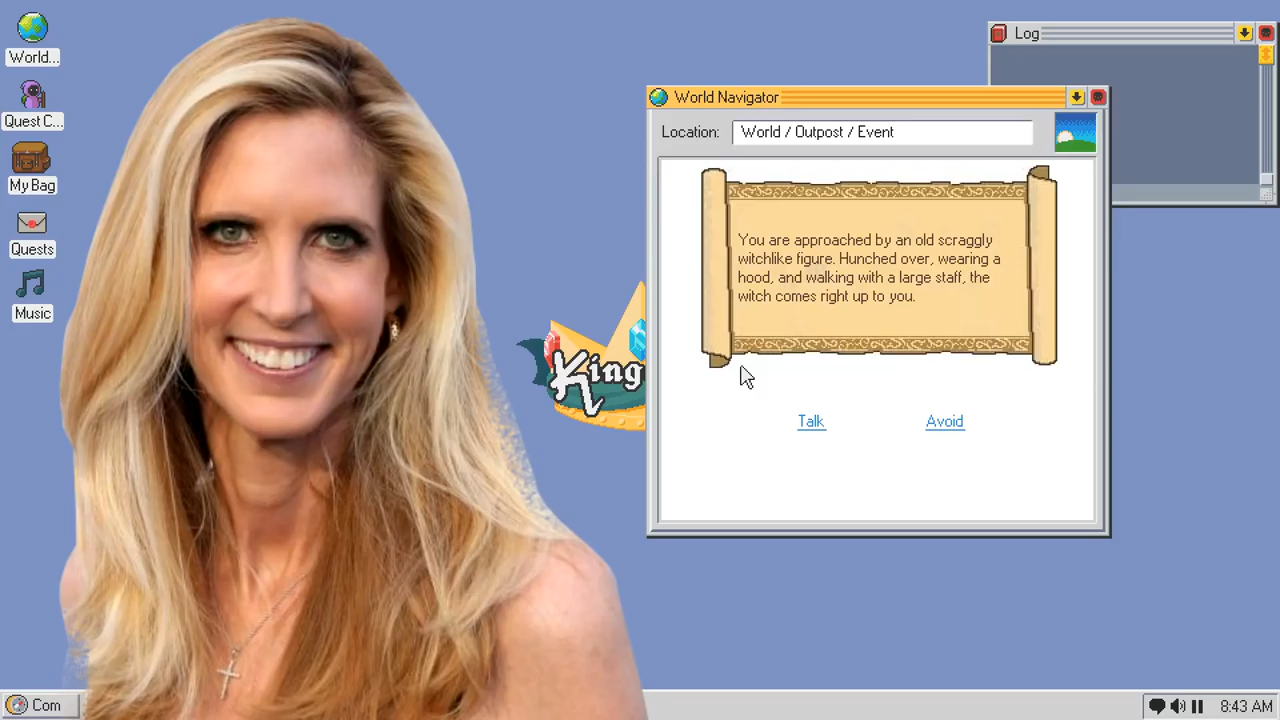 World...
Quest C...
My Bag
Quests
Music
Log
World Navigator
Location: World / Outpost / Event
You are approached by an old scraggly
witchlike figure. Hunched over, wearing a
hood, and walking with a large staff, the
witch comes right up to you.
Talk Avoid
King
Com
8:43 AM